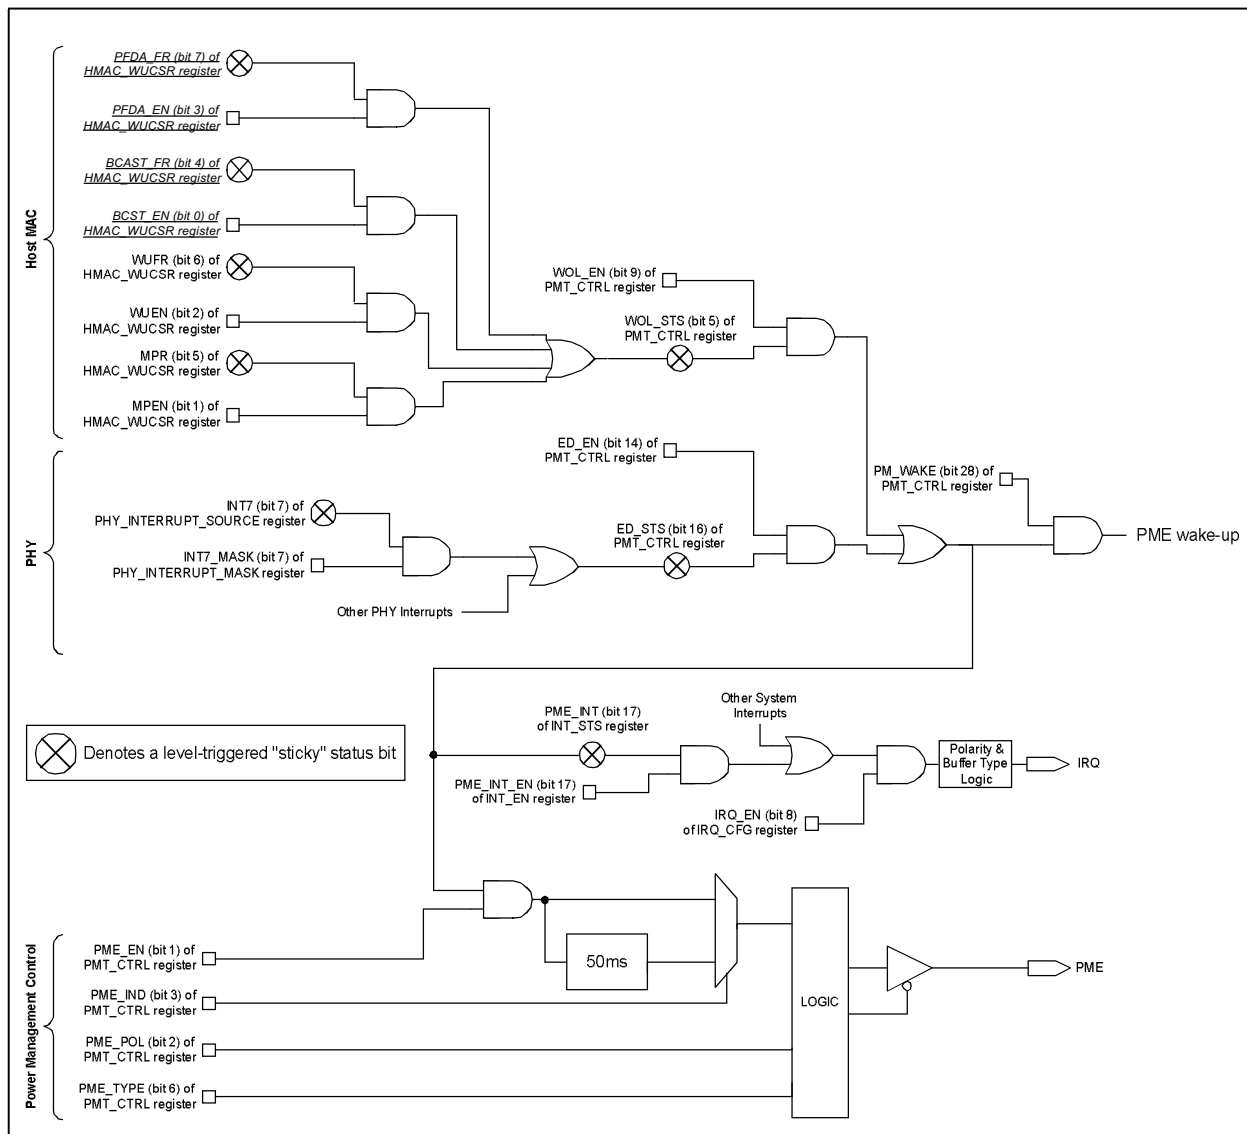 Host MAC
PFDA_FR (bit 7) of
HMAC_WUCSR register
PFDA_EN (bit 3) of
HMAC_WUCSR register
BCAST_FR (bit 4) of
HMAC_WUCSR register
BCST_EN (bit 0) of
HMAC_WUCSR register
WUFR (bit 6) of
HMAC_WUCSR register
WUEN (bit 2) of
HMAC_WUCSR register
MPR (bit 5) of
HMAC_WUCSR register
MPEN (bit 1) of
HMAC_WUCSR register
WOL_EN (bit 9) of
PMT_CTRL register
WOL_STS (bit 5) of
PMT_CTRL register
PHY
INT7 (bit 7) of
PHY_INTERRUPT_SOURCE register
INT7_MASK (bit 7) of
PHY_INTERRUPT_MASK register
Other PHY Interrupts
ED_EN (bit 14) of
PMT_CTRL register
ED_STS (bit 16) of
PMT_CTRL register
PM_WAKE (bit 28) of
PMT_CTRL register
PME wake-up
Denotes a level-triggered "sticky" status bit
PME_INT (bit 17)
of INT_STS register
PME_INT_EN (bit 17)
of INT_EN register
Other System
Interrupts
IRQ_EN (bit 8)
of IRQ_CFG register
Polarity &
Buffer Type
Logic
IRQ
Power Management Control
PME_EN (bit 1) of
PMT_CTRL register
PME_IND (bit 3) of
PMT_CTRL register
PME_POL (bit 2) of
PMT_CTRL register
PME_TYPE (bit 6) of
PMT_CTRL register
50ms
LOGIC
PME